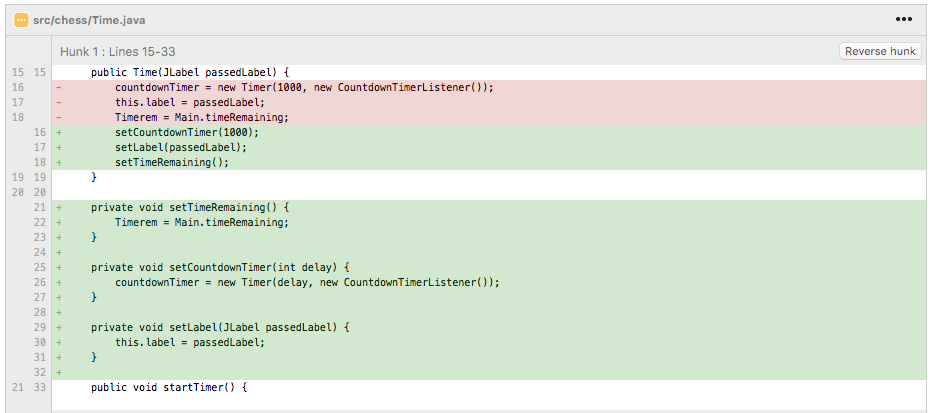 src/chess/Time.java •••
Hunk 1 : Lines 15-33 Reverse hunk
15 15 public Time(JLabel passedLabel) {
16 - countdownTimer = new Timer(1000, new CountdownTimerListener());
17 - this.label = passedLabel;
18 - Timerem = Main.timeRemaining;
16 + setCountdownTimer(1000);
17 + setLabel(passedLabel);
18 + setTimeRemaining();
19 19 }
20 20
21 + private void setTimeRemaining() {
22 + Timerem = Main.timeRemaining;
23 + }
24 +
25 + private void setCountdownTimer(int delay) {
26 + countdownTimer = new Timer(delay, new CountdownTimerListener());
27 + }
28 +
29 + private void setLabel(JLabel passedLabel) {
30 + this.label = passedLabel;
31 + }
32 +
21 33 public void startTimer() {